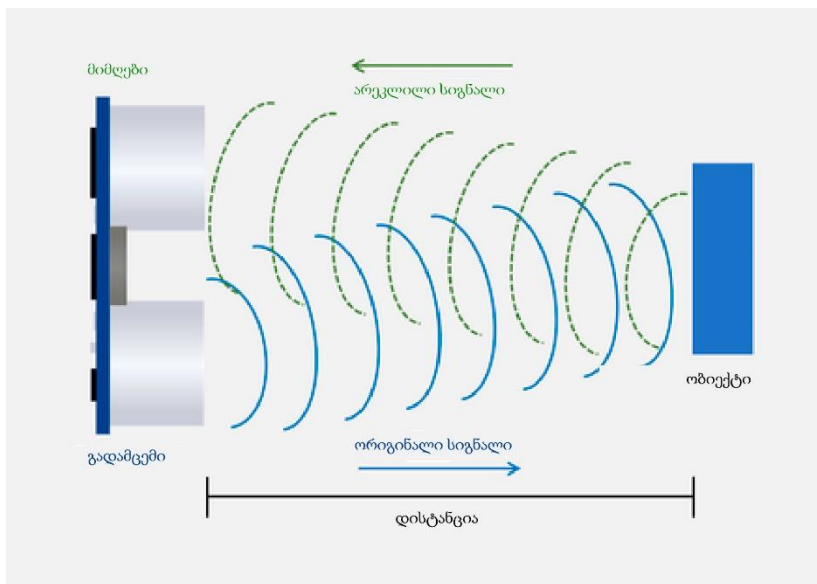 მიმღები
არეკლილი სიგნალი
ობიექტი
ორიგინალი სიგნალი
გადამცემი
დისტანცია